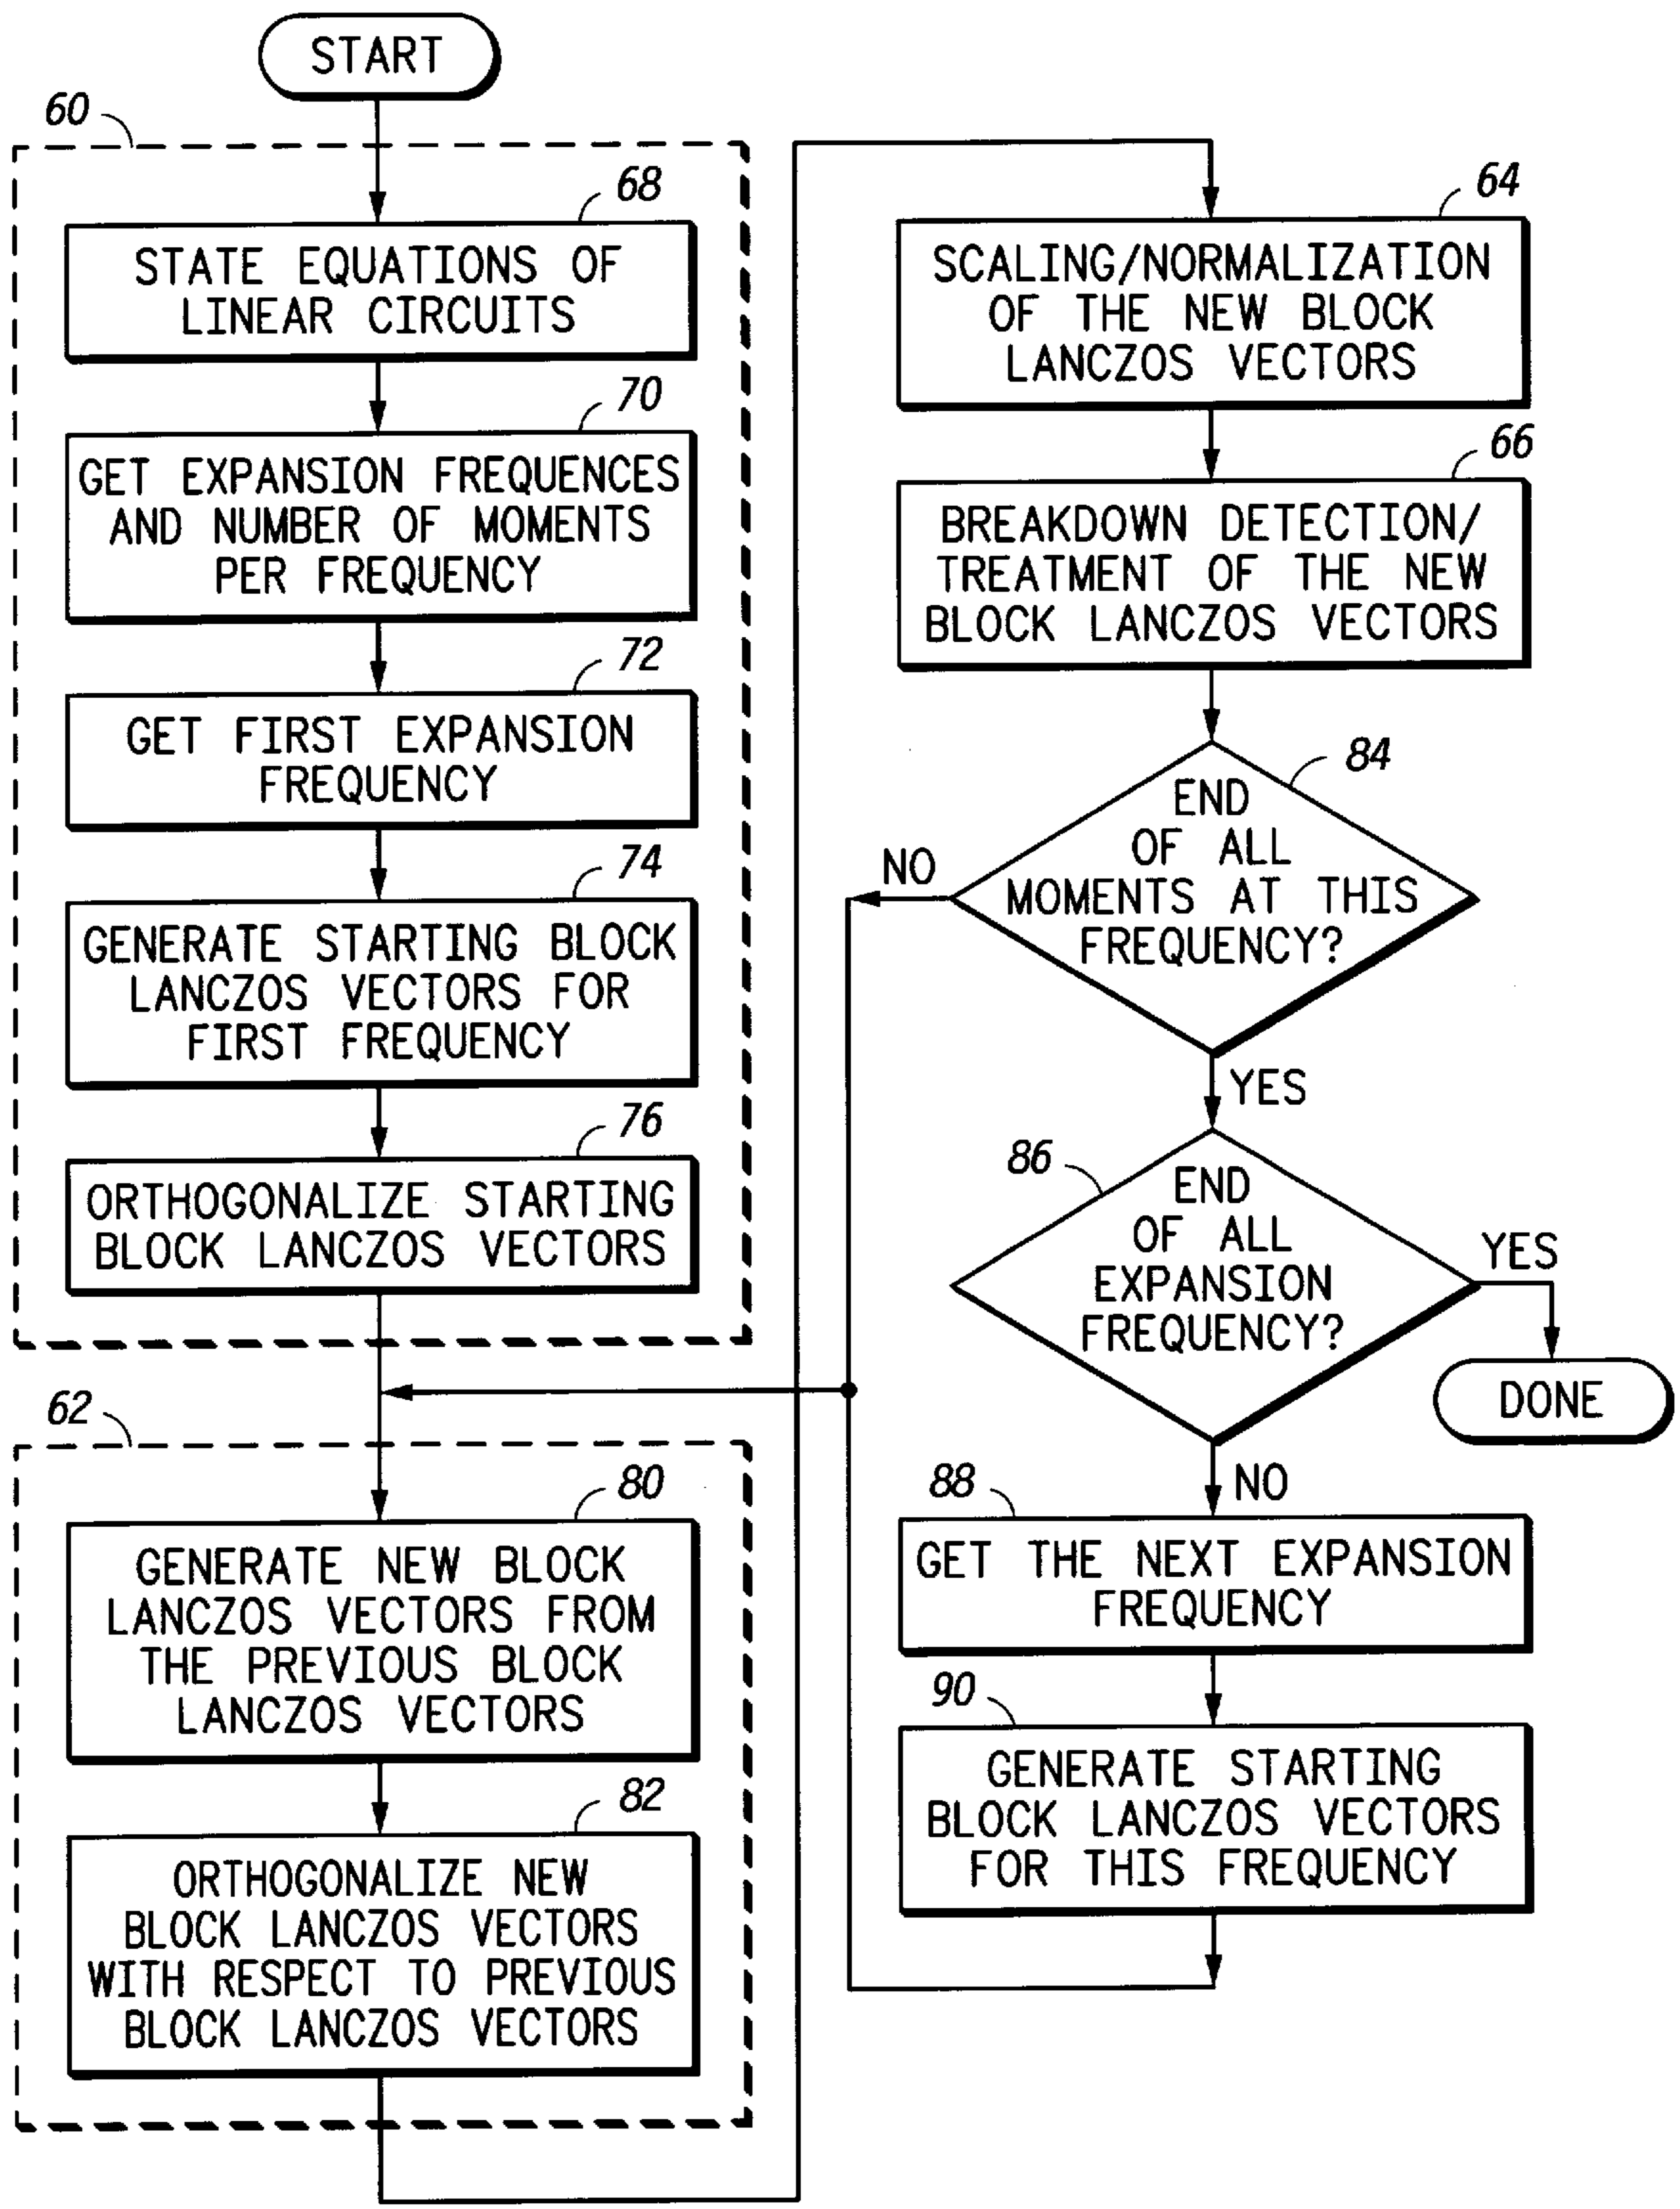 START
60
68
STATE EQUATIONS OF
LINEAR CIRCUITS
70
GET EXPANSION FREQUENCES
AND NUMBER OF MOMENTS
PER FREQUENCY
72
GET FIRST EXPANSION
FREQUENCY
74
GENERATE STARTING BLOCK
LANCZOS VECTORS FOR
FIRST FREQUENCY
76
ORTHOGONALIZE STARTING
BLOCK LANCZOS VECTORS
62
80
GENERATE NEW BLOCK
LANCZOS VECTORS FROM
THE PREVIOUS BLOCK
LANCZOS VECTORS
82
ORTHOGONALIZE NEW
BLOCK LANCZOS VECTORS
WITH RESPECT TO PREVIOUS
BLOCK LANCZOS VECTORS
64
SCALING/NORMALIZATION
OF THE NEW BLOCK
LANCZOS VECTORS
66
BREAKDOWN DETECTION/
TREATMENT OF THE NEW
BLOCK LANCZOS VECTORS
84
END
OF ALL
MOMENTS AT THIS
FREQUENCY?
NO
YES
86
END
OF ALL
EXPANSION
FREQUENCY?
YES
DONE
NO
88
GET THE NEXT EXPANSION
FREQUENCY
90
GENERATE STARTING
BLOCK LANCZOS VECTORS
FOR THIS FREQUENCY